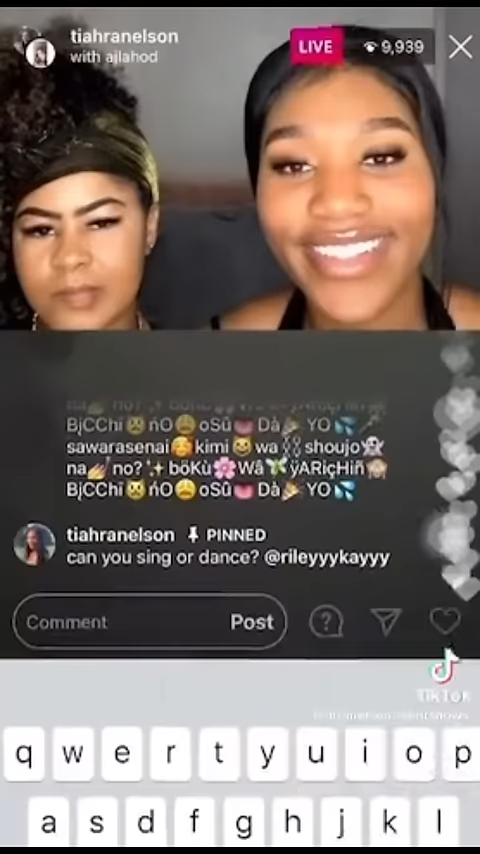 tiahranelson
with ajlahod
LIVE
9,939
BjCChi😿ńO😩oSû👅Dà🎉 YO💦🎤
sawarasenai🥰kimi😺wa⛓️shoujo👻
na💅no?✨böKù🌸Wâ🌿ÿARiçHiñ🙈
BjCChī😿ńO😩oSû👅Dà🎉 YO💦
tiahranelson 📌 PINNED
can you sing or dance? @rileyyykayyy
Comment
Post
?
TikTok
q w e r t y u i o p
a s d f g h j k l